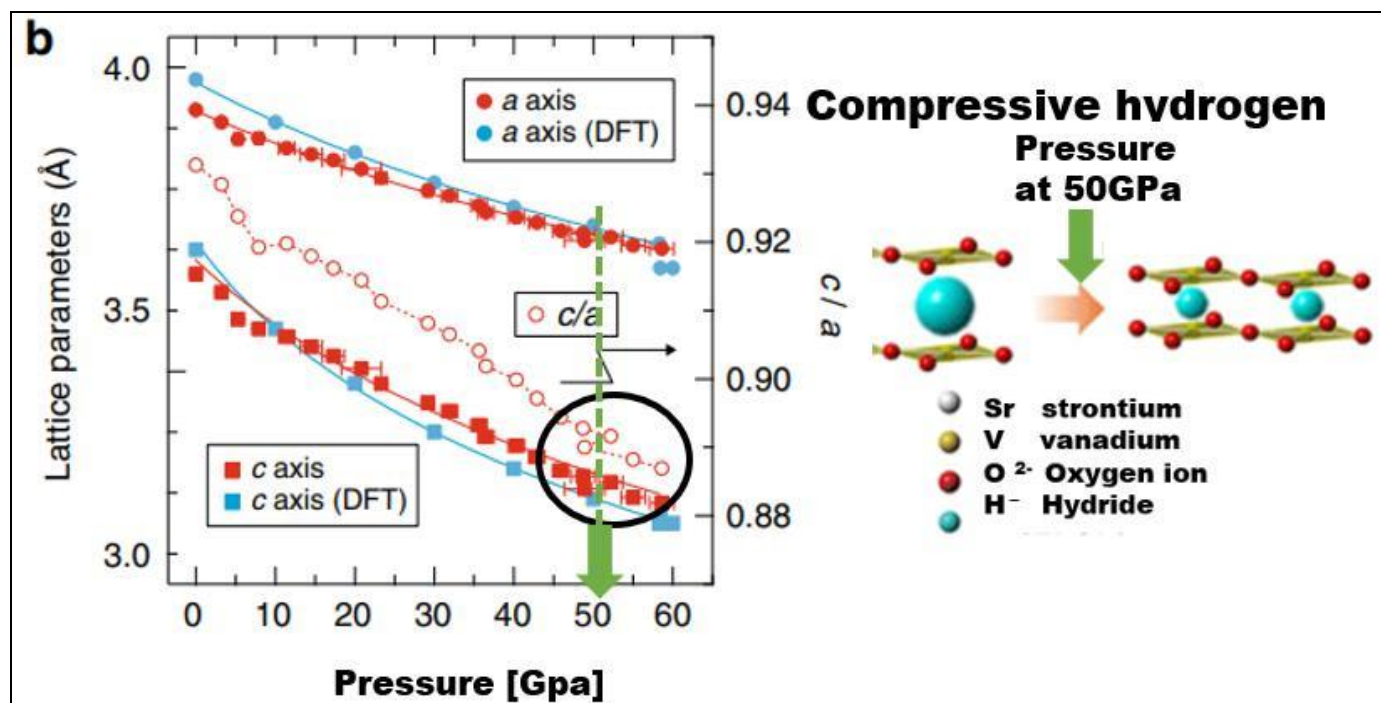 b
4.0
3.5
3.0
Lattice parameters (Å)
a axis
a axis (DFT)
c/a
c axis
c axis (DFT)
0.94
0.92
0.90
0.88
c / a
0 10 20 30 40 50 60
Pressure [Gpa]
Compressive hydrogen
Pressure
at 50GPa
Sr strontium
V vanadium
O 2- Oxygen ion
H − Hydride